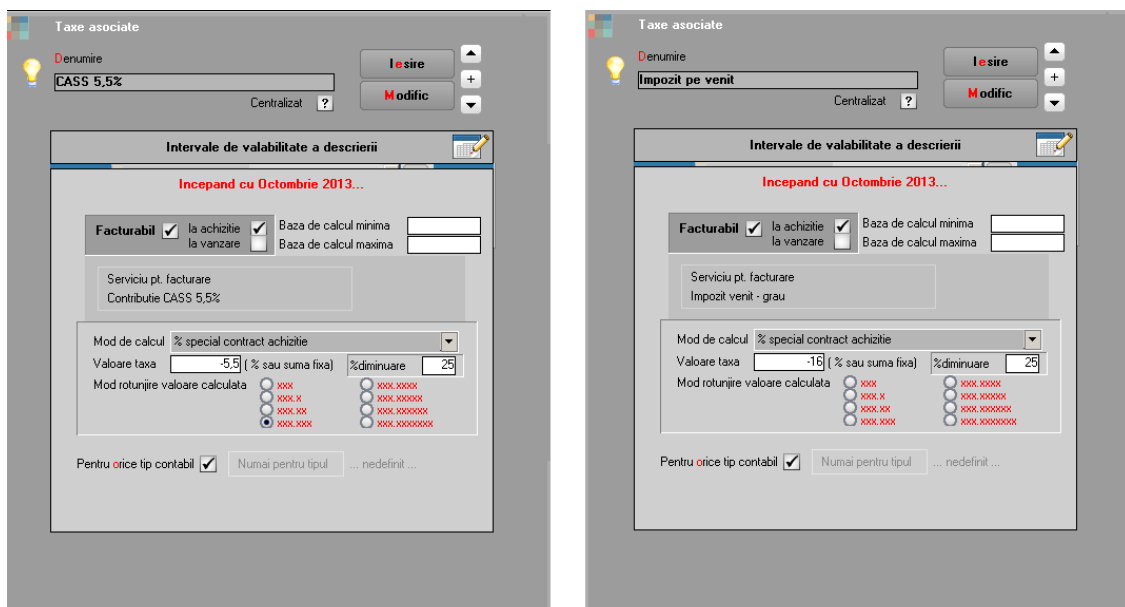 Taxe asociate
Denumire
CASS 5,5%
Iesire
Modific
+
Centralizat ?
Intervale de valabilitate a descrierii
Incepand cu Octombrie 2013...
Facturabil la achizitie
la vanzare
Baza de calcul minima
Baza de calcul maxima
Serviciu pt. facturare
Contributie CASS 5,5%
Mod de calcul % special contract achizitie
Valoare taxa -5,5 ( % sau suma fixa) %diminuare 25
Mod rotunjire valoare calculata xxx xxx.xxxx
xxx.x xxx.xxxxx
xxx.xx xxx.xxxxxx
xxx.xxx xxx.xxxxxxx
Pentru orice tip contabil Numai pentru tipul ... nedefinit ...
Taxe asociate
Denumire
Impozit pe venit
Iesire
Modific
+
Centralizat ?
Intervale de valabilitate a descrierii
Incepand cu Octombrie 2013...
Facturabil la achizitie
la vanzare
Baza de calcul minima
Baza de calcul maxima
Serviciu pt. facturare
Impozit venit - grau
Mod de calcul % special contract achizitie
Valoare taxa -16 ( % sau suma fixa) %diminuare 25
Mod rotunjire valoare calculata xxx xxx.xxxx
xxx.x xxx.xxxxx
xxx.xx xxx.xxxxxx
xxx.xxx xxx.xxxxxxx
Pentru orice tip contabil Numai pentru tipul ... nedefinit ...